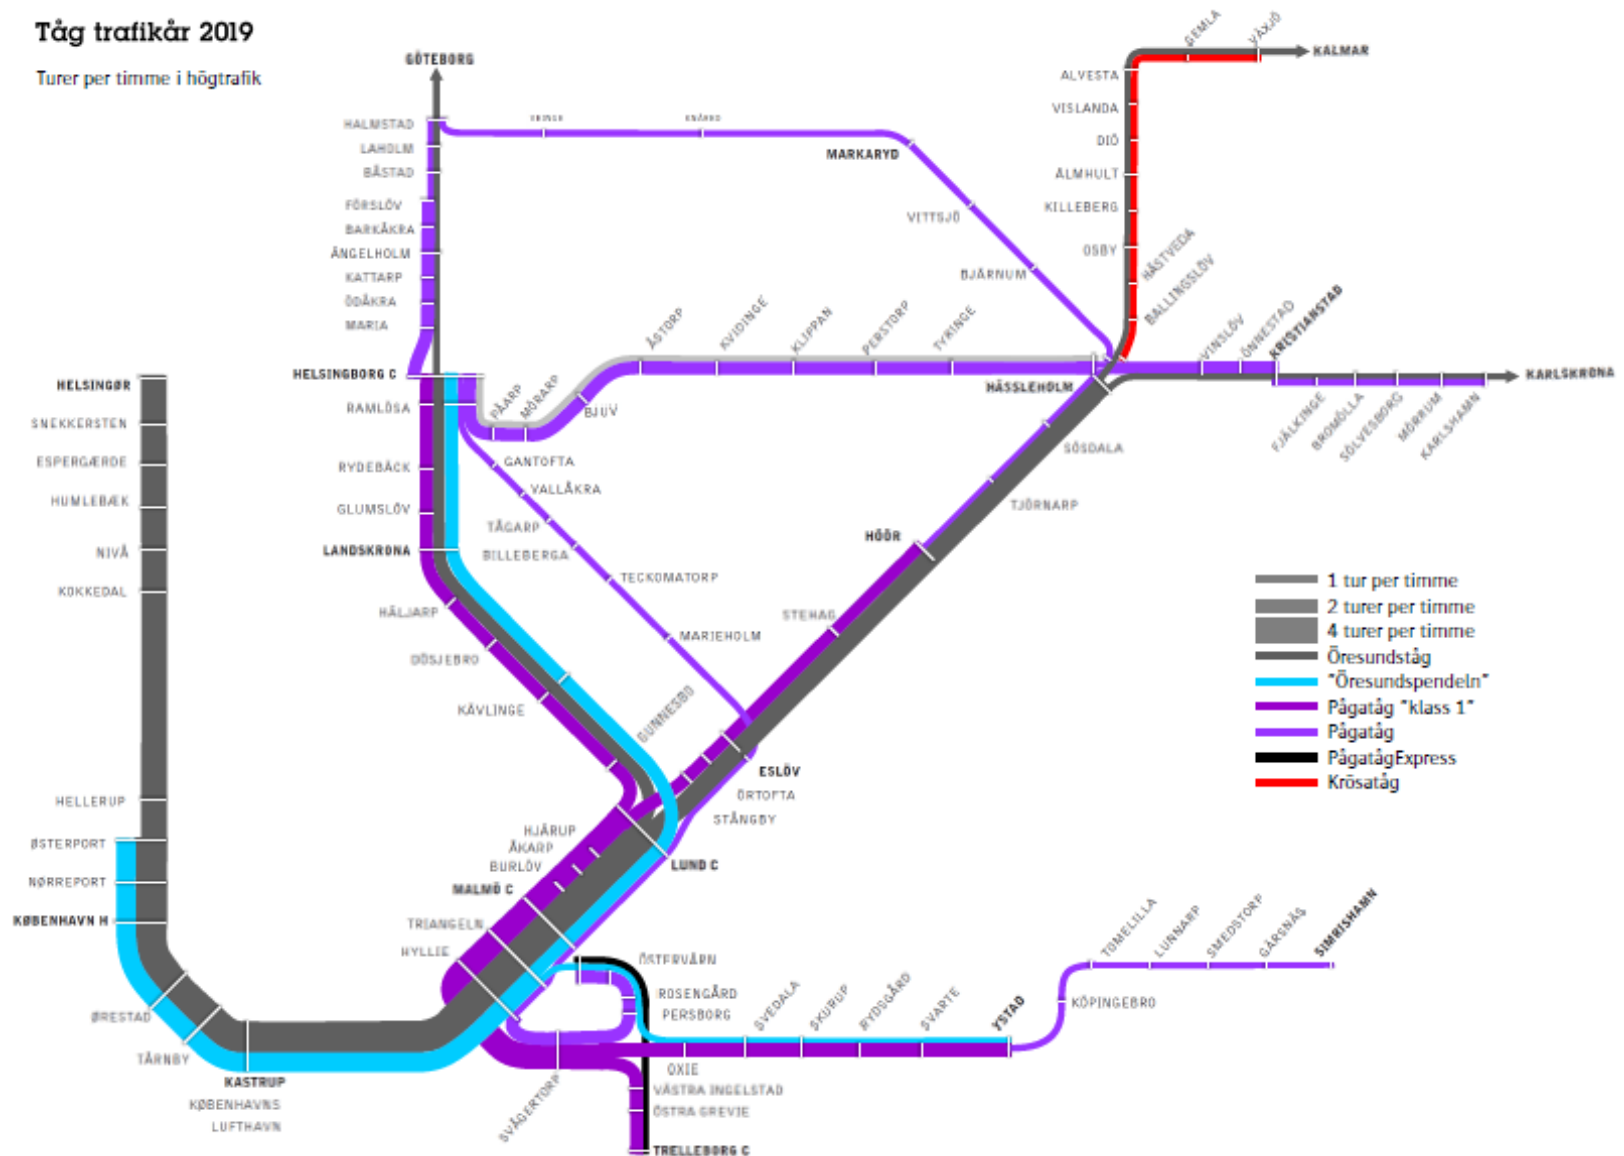 Tåg trafikår 2019
Turer per timme i högtrafik
GÖTEBORG
HALMSTAD
LAHOLM
BÅSTAD
FÖRSLÖV
BARKÅKRA
ÄNGELHOLM
KATTARP
ÖDÅKRA
MARIA
HELSINGBORG C
RAMLÖSA
RYDEBÄCK
GLUMSLÖV
LANDSKRONA
HÄLJARP
DÖSJEBRO
KÄVLINGE
GUNNESBO
MARKARYD
VITTSJÖ
BJÄRNUM
GEMLA
VÄXJÖ
KALMAR
ALVESTA
VISLANDA
DIÖ
ÄLMHULT
KILLEBERG
OSBY
HÄSTVEDA
BALLINGSLÖV
PÅARP
MÖRARP
BJUV
ÅSTORP
KVIDINGE
KLIPPAN
PERSTORP
TYRINGE
HÄSSLEHOLM
VINSLÖV
ÖNNESTAD
KRISTIANSTAD
KARLSKRONA
FJÄLKINGE
BROMÖLLA
SÖLVESBORG
MÖRRUM
KARLSHAMN
GANTOFTA
VALLÅKRA
TÅGARP
BILLEBERGA
TECKOMATORP
MARIEHOLM
SÖSDALA
TJÖRNARP
HÖÖR
STEHAG
ESLÖV
ÖRTOFTA
STÅNGBY
LUND C
HJÄRUP
ÅKARP
BURLÖV
MALMÖ C
TRIANGELN
HYLLIE
HELSINGØR
SNEKKERSTEN
ESPERGÆRDE
HUMLEBÆK
NIVÅ
KOKKEDAL
HELLERUP
ØSTERPORT
NØRREPORT
KØBENHAVN H
ØRESTAD
TÅRNBY
KASTRUP
KØBENHAVNS
LUFTHAVN
ÖSTERVÄRN
ROSENGÅRD
PERSBORG
SVÅGERTORP
OXIE
VÄSTRA INGELSTAD
ÖSTRA GREVIE
TRELLEBORG C
SVEDALA
SKURUP
RYDSGÅRD
SVARTE
YSTAD
KÖPINGEBRO
TOMELILLA
LUNNARP
SMEDSTORP
GÄRSNÄS
SIMRISHAMN
1 tur per timme
2 turer per timme
4 turer per timme
Öresundståg
"Öresundspendeln"
Pågatåg "klass 1"
Pågatåg
PågatågExpress
Krösatåg